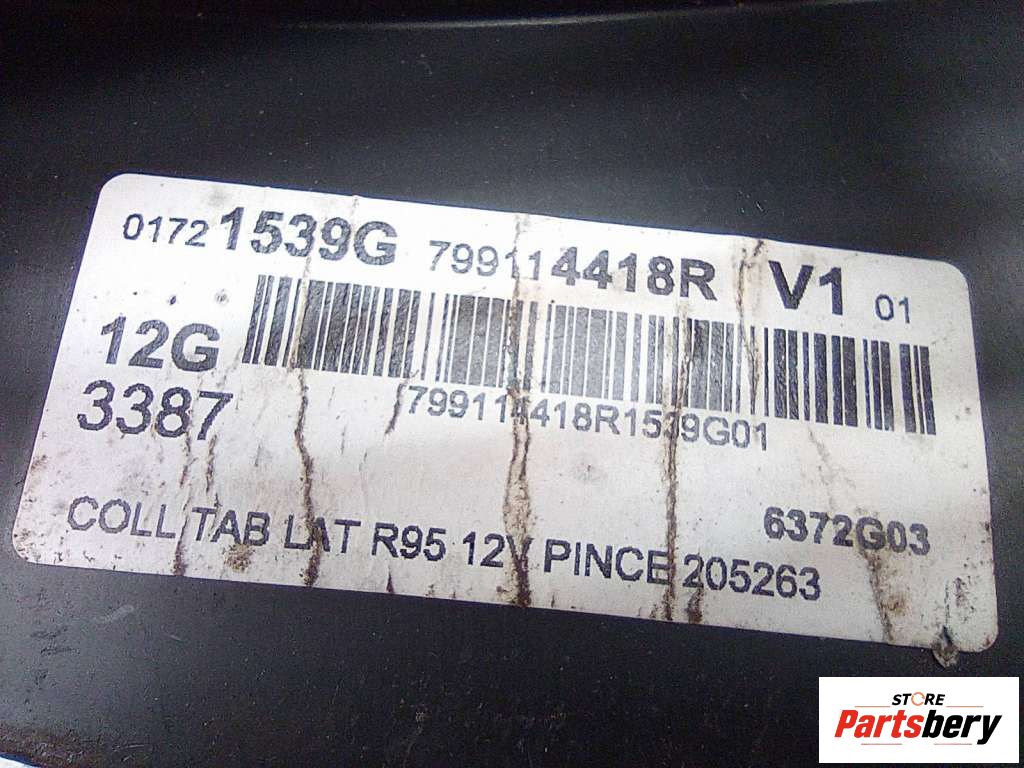 0172 1539G 799114418R V1 01
12G
3387
799114418R1539G01
6372G03
COLL TAB LAT R95 12V PINCE 205263
STORE
Partsbery